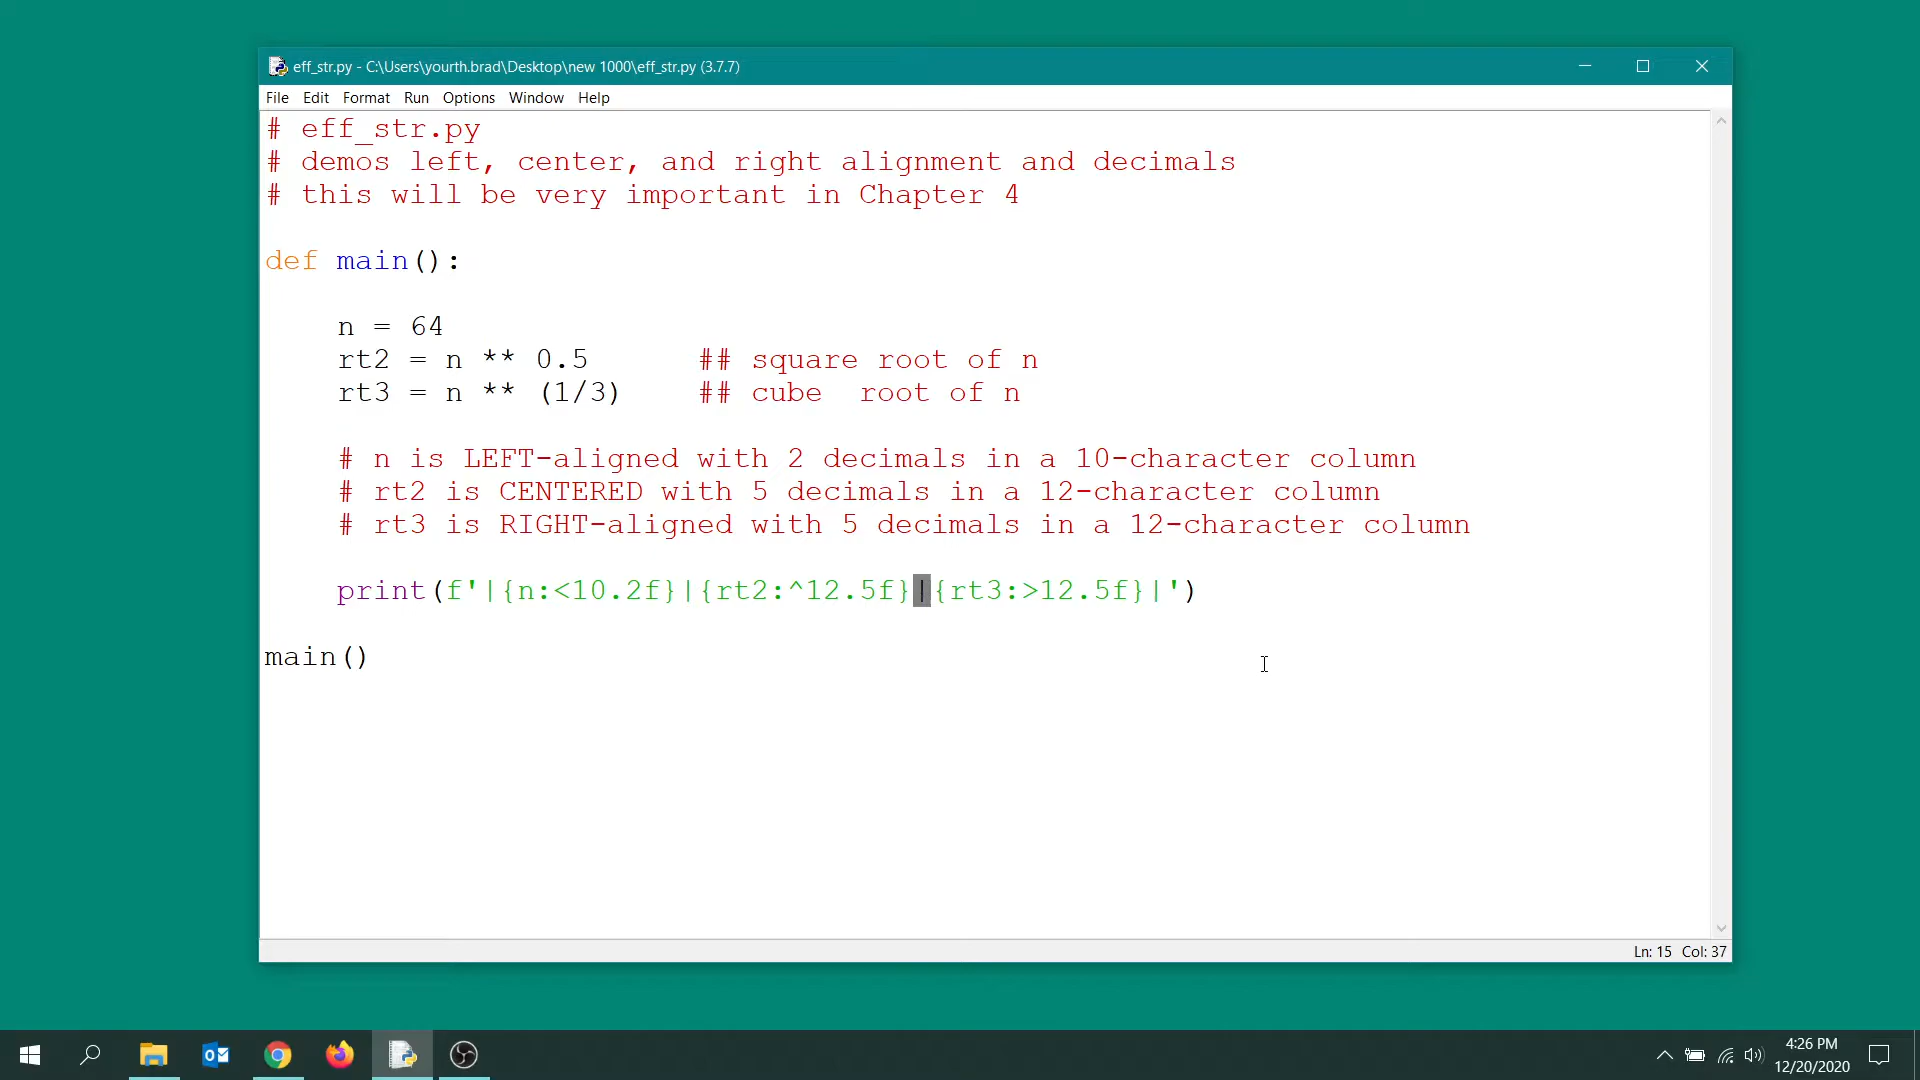 eff_str.py - C:\Users\yourth.brad\Desktop\new 1000\eff_str.py (3.7.7)
File Edit Format Run Options Window Help
# eff_str.py
# demos left, center, and right alignment and decimals
# this will be very important in Chapter 4
def main():
n = 64
rt2 = n ** 0.5 ## square root of n
rt3 = n ** (1/3) ## cube root of n
# n is LEFT-aligned with 2 decimals in a 10-character column
# rt2 is CENTERED with 5 decimals in a 12-character column
# rt3 is RIGHT-aligned with 5 decimals in a 12-character column
print(f'|{n:<10.2f}|{rt2:^12.5f}|{rt3:>12.5f}|')
main()
Ln: 15 Col: 37
4:26 PM
12/20/2020